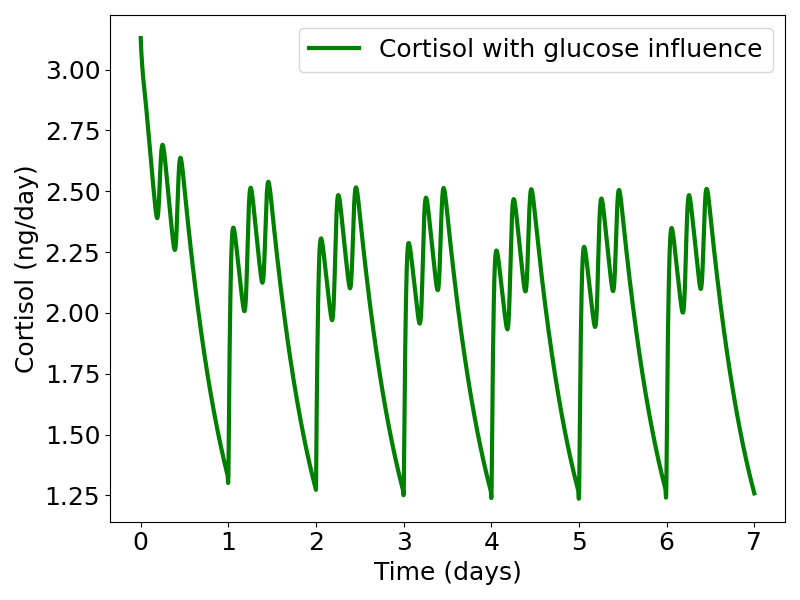 Cortisol with glucose influence
3.00
2.75
2.50
2.25
2.00
1.75
1.50
1.25
Cortisol (ng/day)
0 1 2 3 4 5 6 7
Time (days)